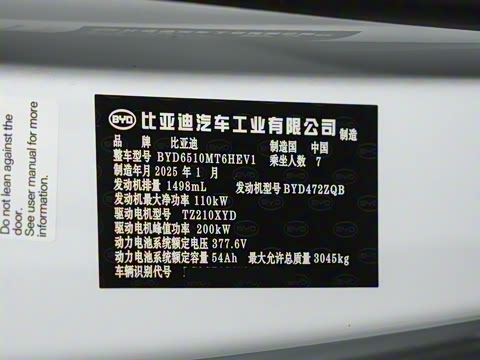 Do not lean against the
door.
See user manual for more
information.
BYD 比亚迪汽车工业有限公司 制造
品 牌 比亚迪 制造国 中国
整车型号 BYD6510MT6HEV1 乘坐人数 7
制造年月 2025 年 1 月
发动机排量 1498mL 发动机型号 BYD472ZQB
发动机最大净功率 110kW
驱动电机型号 TZ210XYD
驱动电机峰值功率 200kW
动力电池系统额定电压 377.6V
动力电池系统额定容量 54Ah 最大允许总质量 3045kg
车辆识别代号